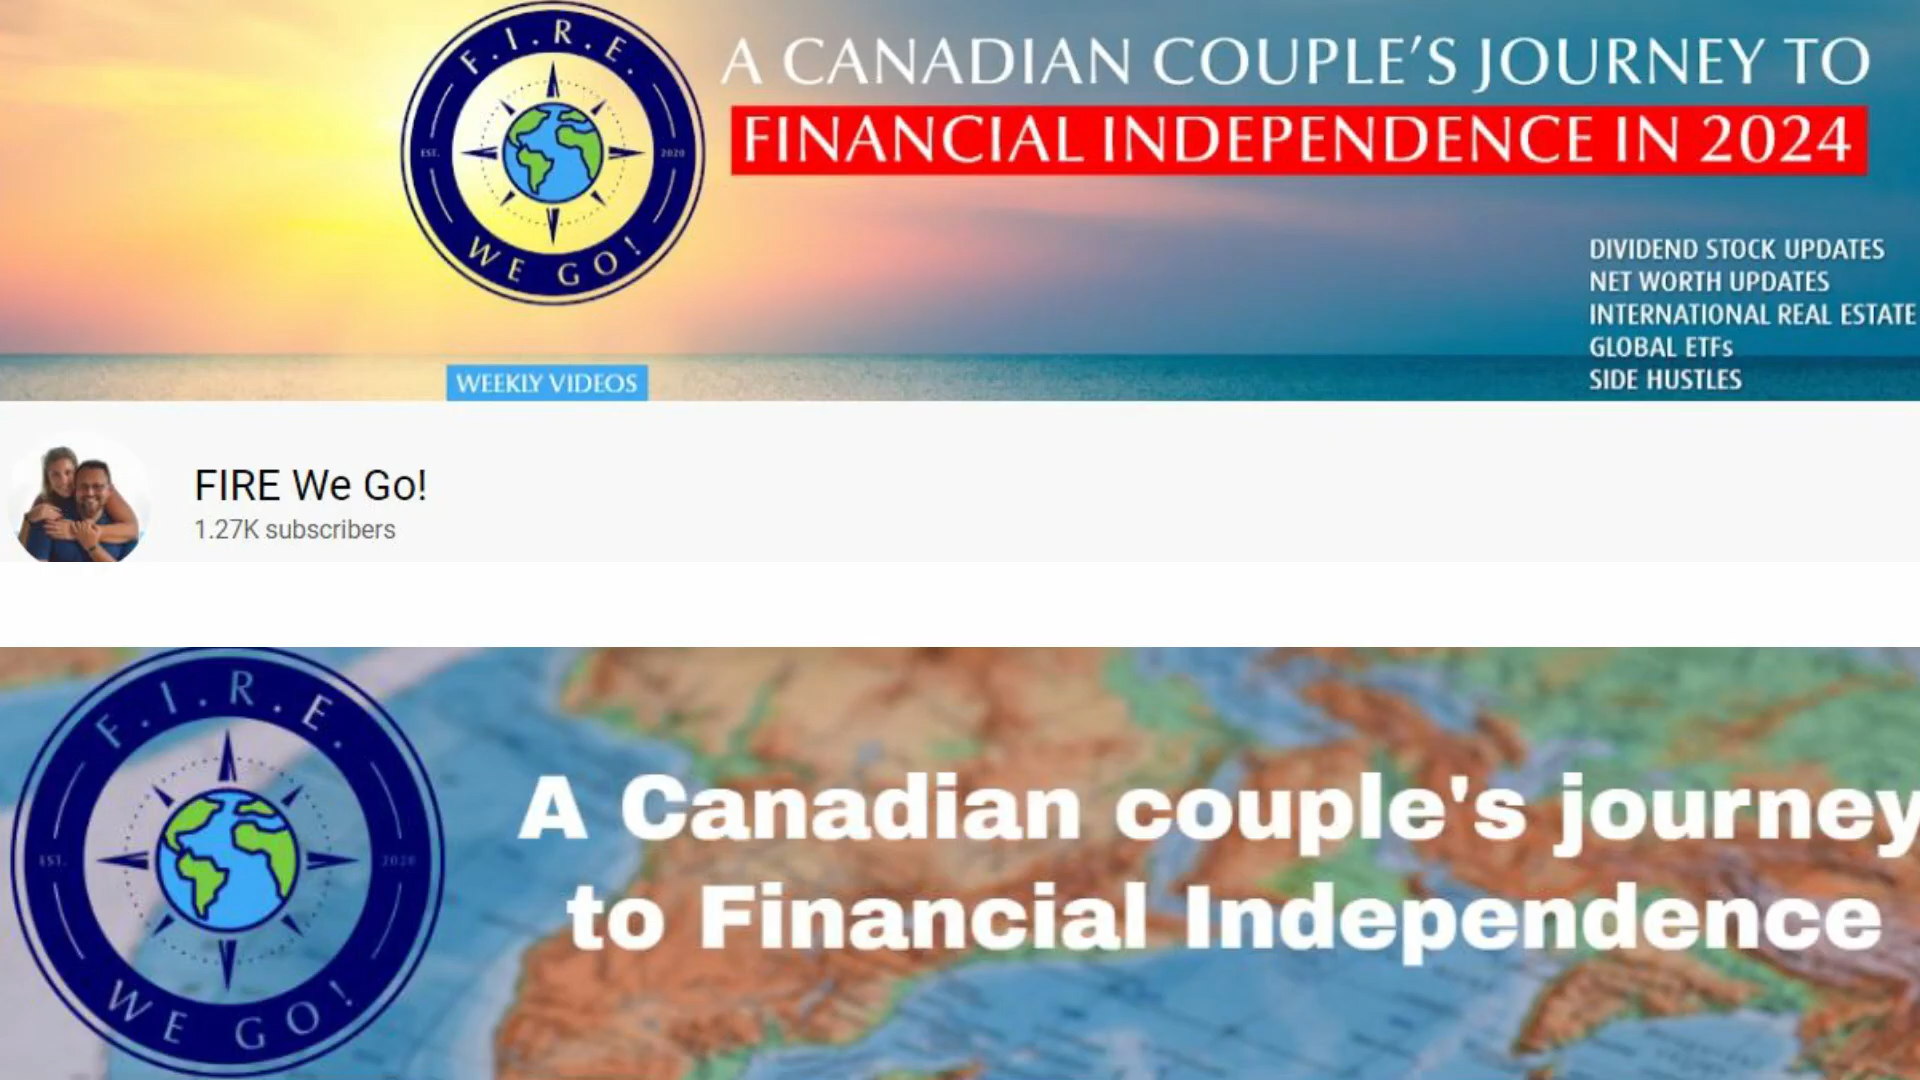 F.I.R.E.
EST. 2020
WE GO!
A CANADIAN COUPLE'S JOURNEY TO
FINANCIAL INDEPENDENCE IN 2024
DIVIDEND STOCK UPDATES
NET WORTH UPDATES
INTERNATIONAL REAL ESTATE
GLOBAL ETFs
SIDE HUSTLES
WEEKLY VIDEOS
FIRE We Go!
1.27K subscribers
F.I.R.E.
EST. 2020
WE GO!
A Canadian couple's journey
to Financial Independence